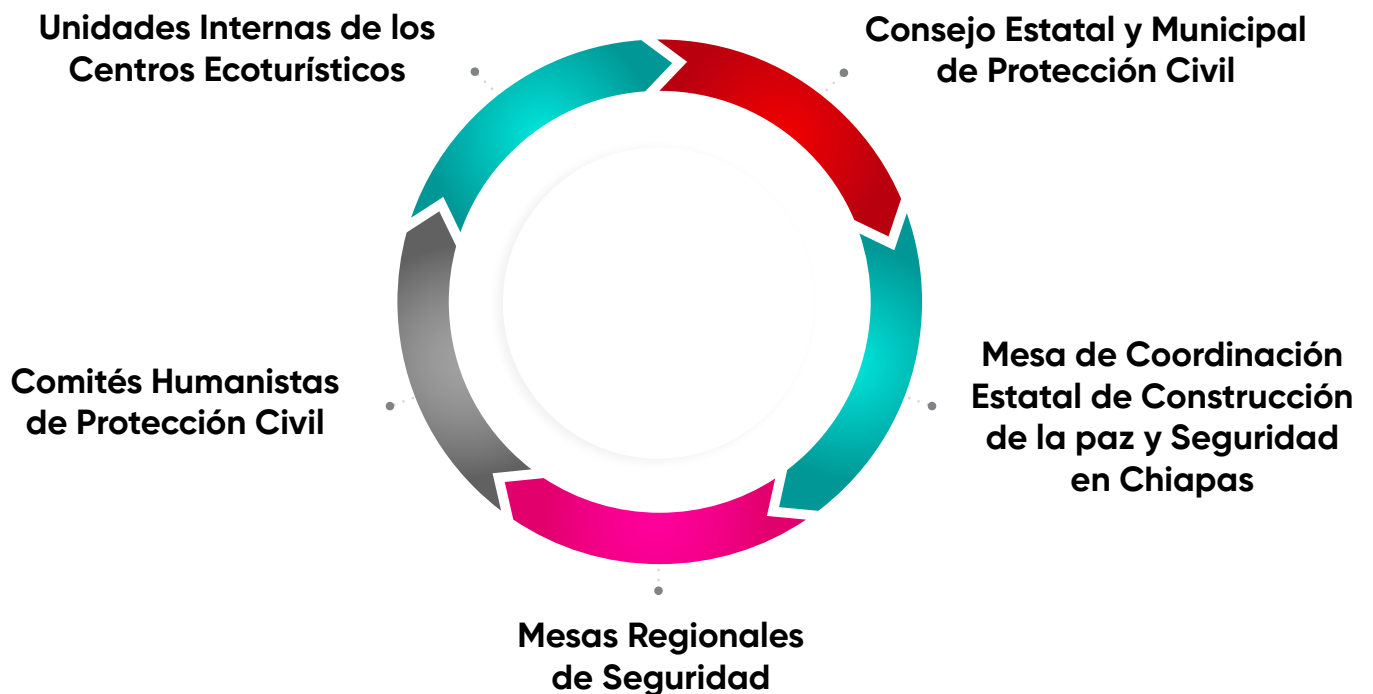 Unidades Internas de los
Centros Ecoturísticos
Consejo Estatal y Municipal
de Protección Civil
Mesa de Coordinación
Estatal de Construcción
de la paz y Seguridad
en Chiapas
Mesas Regionales
de Seguridad
Comités Humanistas
de Protección Civil